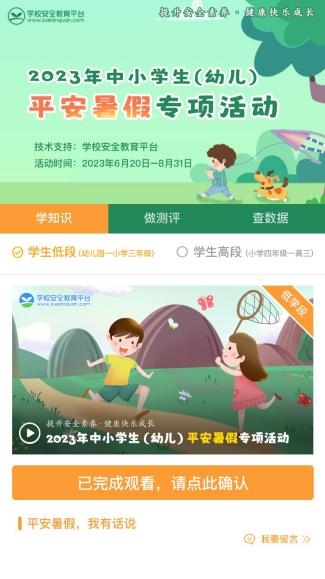 学校安全教育平台
www.xueanquan.com
提升安全素养·健康快乐成长
2023年中小学生(幼儿)
平安暑假专项活动
技术支持：学校安全教育平台
活动时间：2023年6月20日—8月31日
学知识 做测评 查数据
学生低段(幼儿园一小学三年级) 学生高段(小学四年级一高三)
学校安全教育平台
www.xueanquan.com
低学段
提升安全素养·健康快乐成长
2023年中小学生(幼儿)平安暑假专项活动
已完成观看，请点此确认
平安暑假，我有话说
我要留言 >